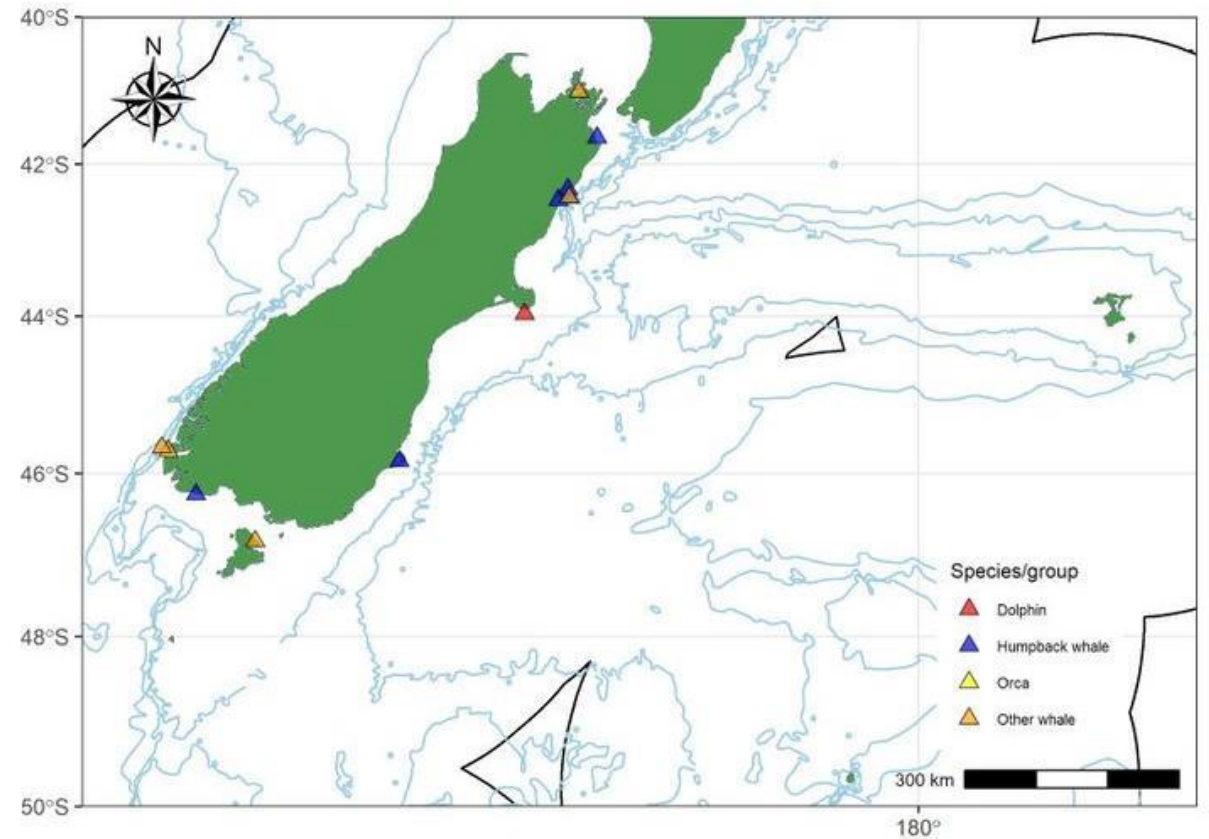 40°S
N
42°S
44°S
46°S
48°S
50°S
Species/group
Dolphin
Humpback whale
Orca
Other whale
300 km
180°